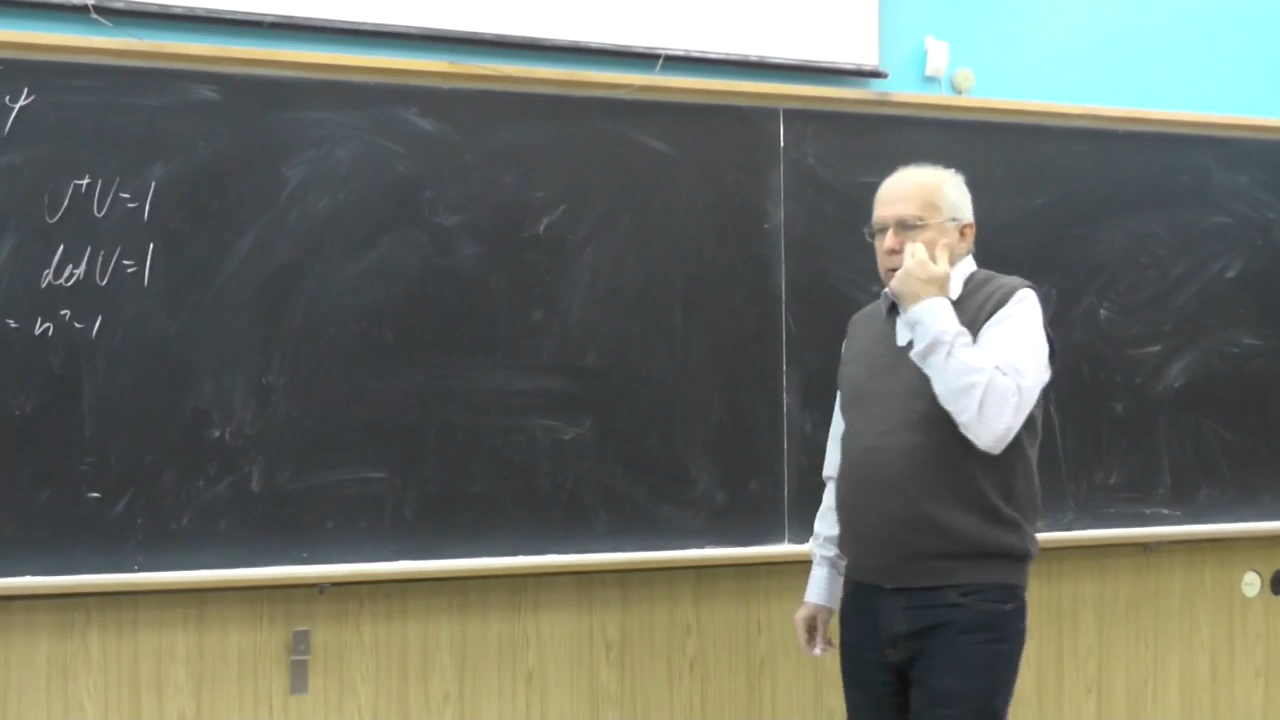 ψ
U⁺U=1
det U=1
= n²-1